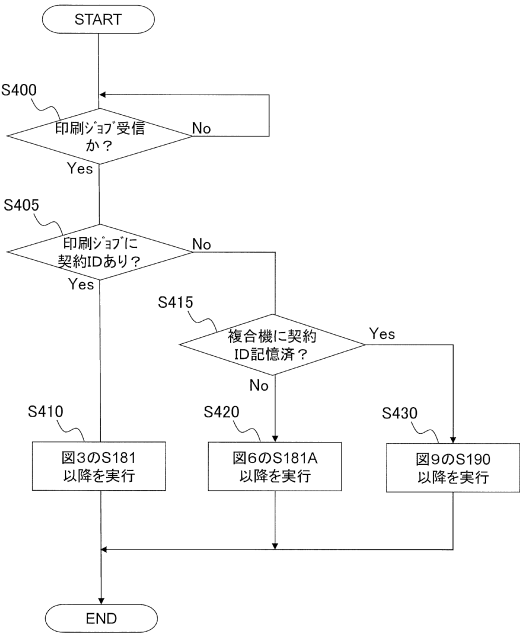 START
S400
印刷ｼﾞｮﾌﾞ受信
か？
No
Yes
S405
印刷ｼﾞｮﾌﾞに
契約IDあり？
No
Yes
S415
複合機に契約
ID記憶済？
Yes
No
S410
図3のS181
以降を実行
S420
図6のS181A
以降を実行
S430
図9のS190
以降を実行
END